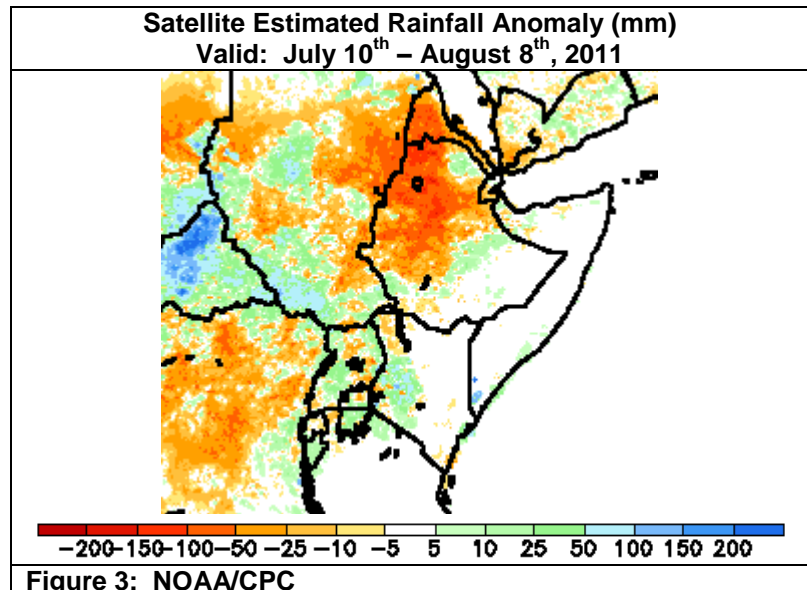 Satellite Estimated Rainfall Anomaly (mm)
Valid: July 10th – August 8th, 2011
−200−150−100−50 −25 −10 −5 5 10 25 50 100 150 200
Figure 3: NOAA/CPC